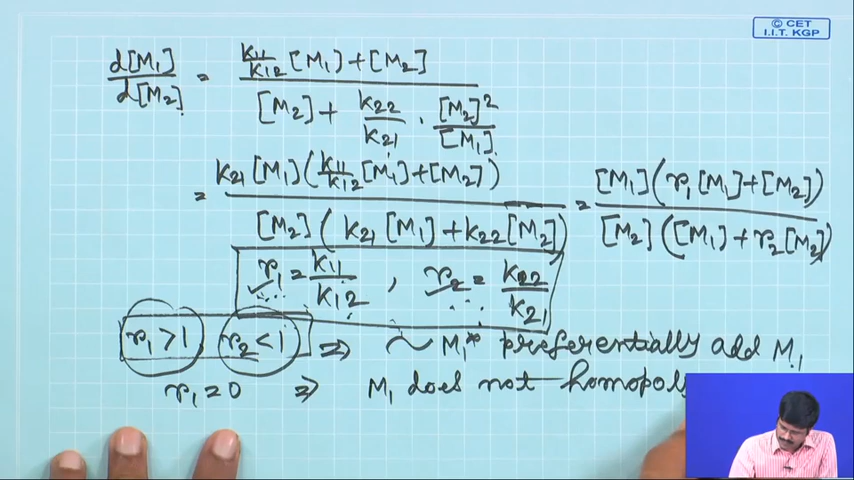 © CET
I.I.T. KGP
d[M₁]/d[M₂] = (k₁₁/k₁₂ [M₁] + [M₂]) / ([M₂] + k₂₂/k₂₁ · [M₂]²/[M₁])
= k₂₁[M₁](k₁₁/k₁₂ [M₁] + [M₂]) / [M₂](k₂₁[M₁] + k₂₂[M₂]) = [M₁](r₁[M₁] + [M₂]) / [M₂]([M₁] + r₂[M₂])
r₁ = k₁₁/k₁₂ , r₂ = k₂₂/k₂₁
r₁ > 1 r₂ < 1 ⇒ ~M₁* preferentially add M₁
r₁ = 0 ⇒ M₁ does not homopoly